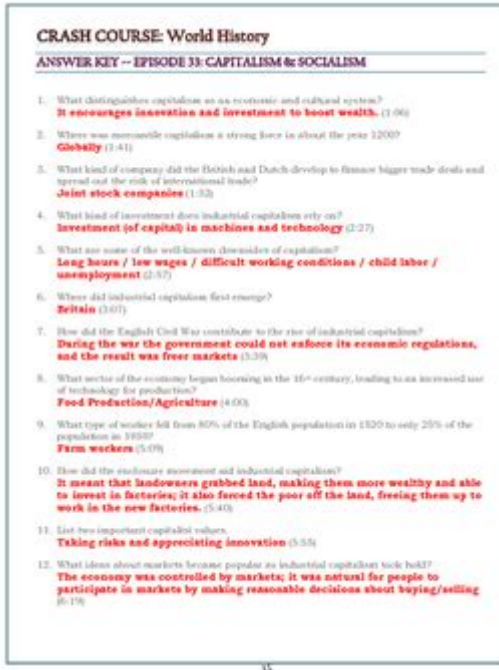 CRASH COURSE: World History
ANSWER KEY -- EPISODE 33: CAPITALISM & SOCIALISM
1. What distinguishes capitalism as an economic and cultural system?
It encourages innovation and investment to boost wealth. (1:06)
2. Where was mercantile capitalism a strong force in about the year 1200?
Globally (1:41)
3. What kind of company did the British and Dutch develop to finance bigger trade deals and
spread out the risk of international trade?
Joint stock companies (1:52)
4. What kind of investment does industrial capitalism rely on?
Investment (of capital) in machines and technology (2:27)
5. What are some of the well-known downsides of capitalism?
Long hours / low wages / difficult working conditions / child labor /
unemployment (2:57)
6. Where did industrial capitalism first emerge?
Britain (3:07)
7. How did the English Civil War contribute to the rise of industrial capitalism?
During the war the government could not enforce its economic regulations,
and the result was freer markets (3:39)
8. What sector of the economy began booming in the 16th century, leading to an increased use
of technology for production?
Food Production/Agriculture (4:00)
9. What type of worker fell from 80% of the English population in 1520 to only 25% of the
population in 1850?
Farm workers (5:09)
10. How did the enclosure movement aid industrial capitalism?
It meant that landowners grabbed land, making them more wealthy and able
to invest in factories; it also forced the poor off the land, freeing them up to
work in the new factories. (5:40)
11. List two important capitalist values.
Taking risks and appreciating innovation (5:55)
12. What ideas about markets became popular as industrial capitalism took hold?
The economy was controlled by markets; it was natural for people to
participate in markets by making reasonable decisions about buying/selling
(6:19)